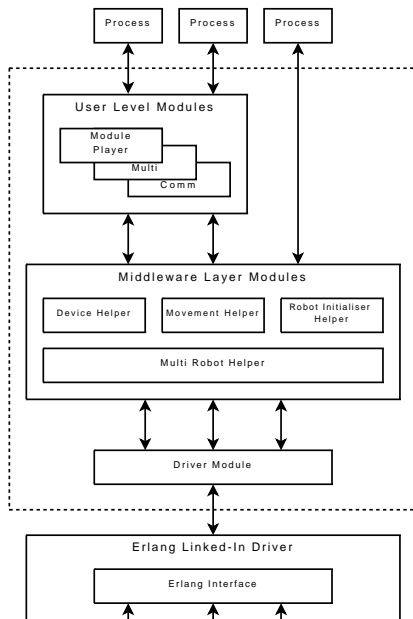 Process Process Process
User Level Modules
Module
Player
Multi
Comm
Middleware Layer Modules
Device Helper Movement Helper Robot Initialiser
Helper
Multi Robot Helper
Driver Module
Erlang Linked-In Driver
Erlang Interface